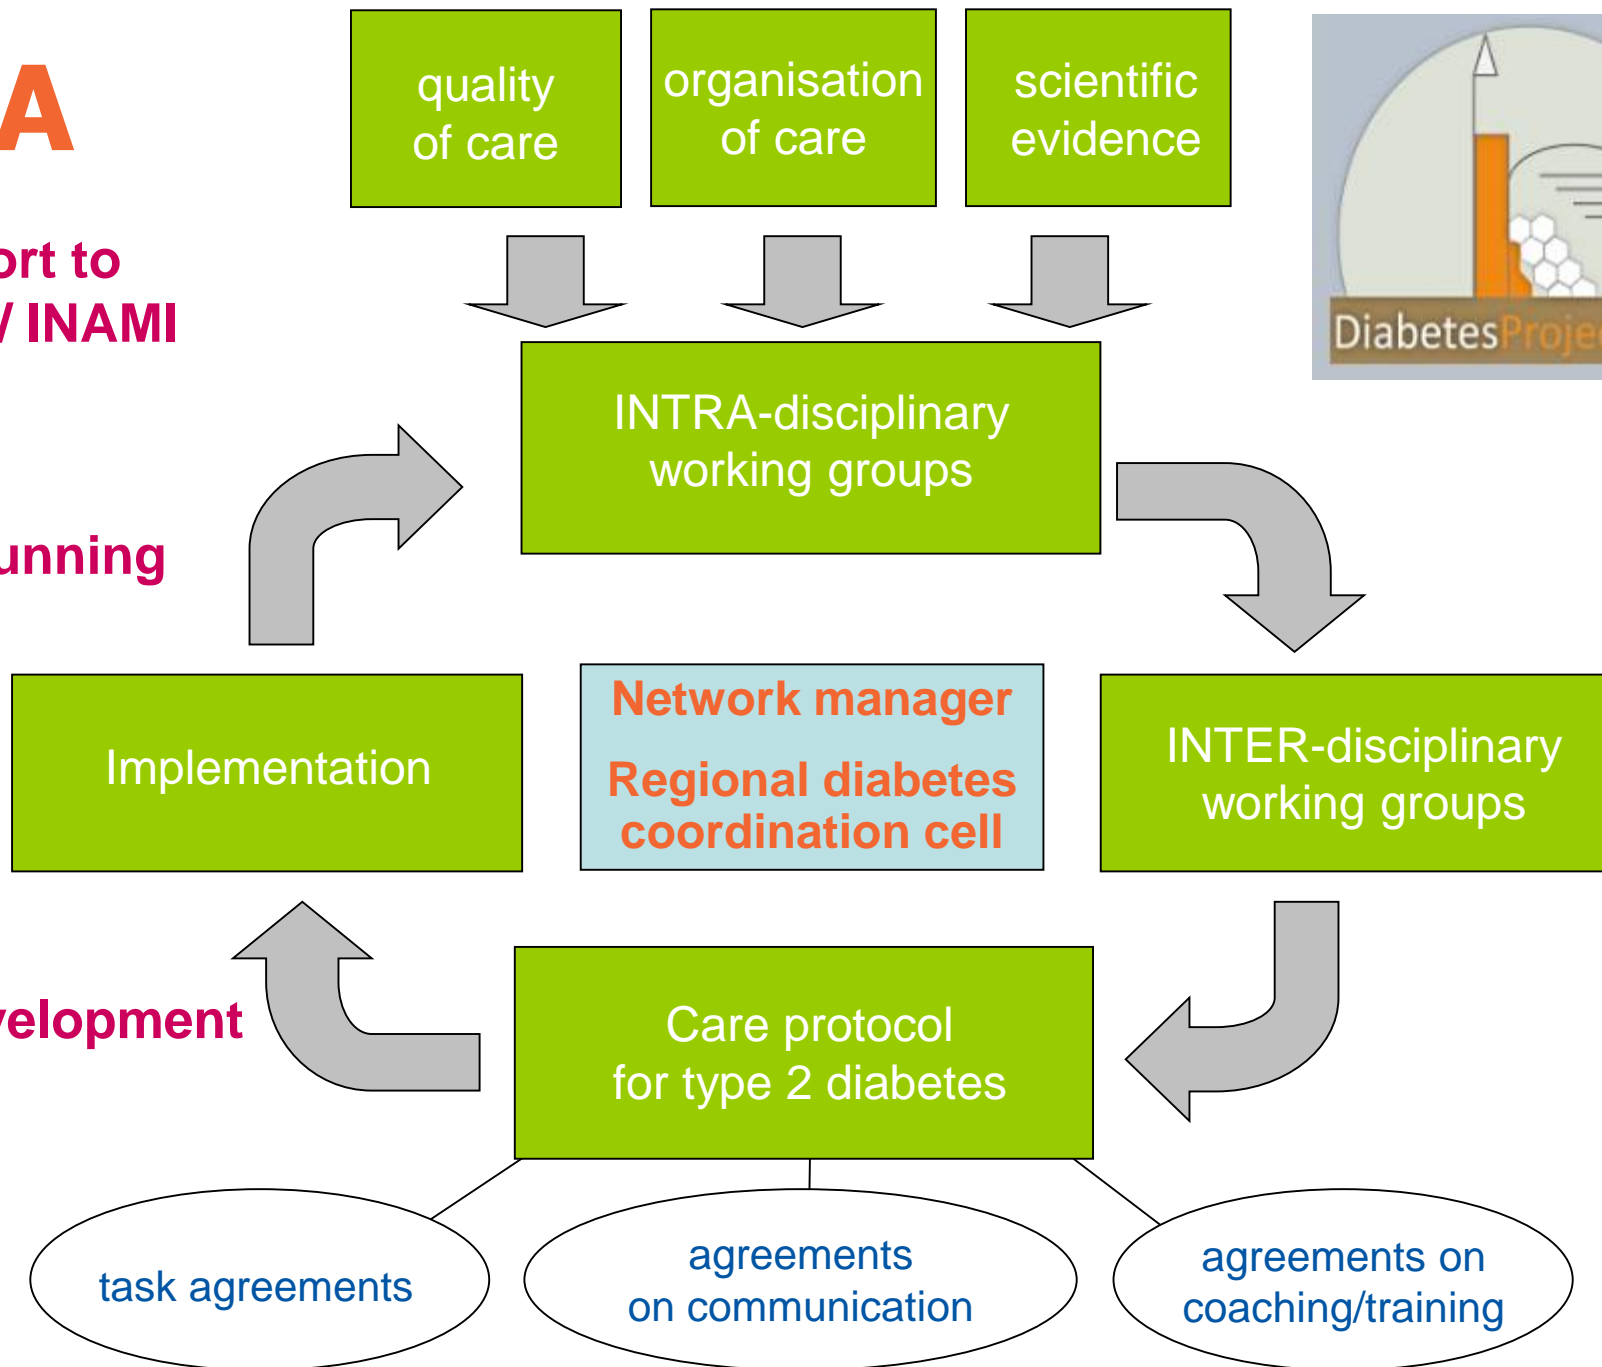 A
quality
of care
organisation
of care
scientific
evidence
ort to
/ INAMI
Diabetes
INTRA-disciplinary
working groups
unning
Implementation
Network manager
Regional diabetes
coordination cell
INTER-disciplinary
working groups
velopment
Care protocol
for type 2 diabetes
task agreements
agreements
on communication
agreements on
coaching/training